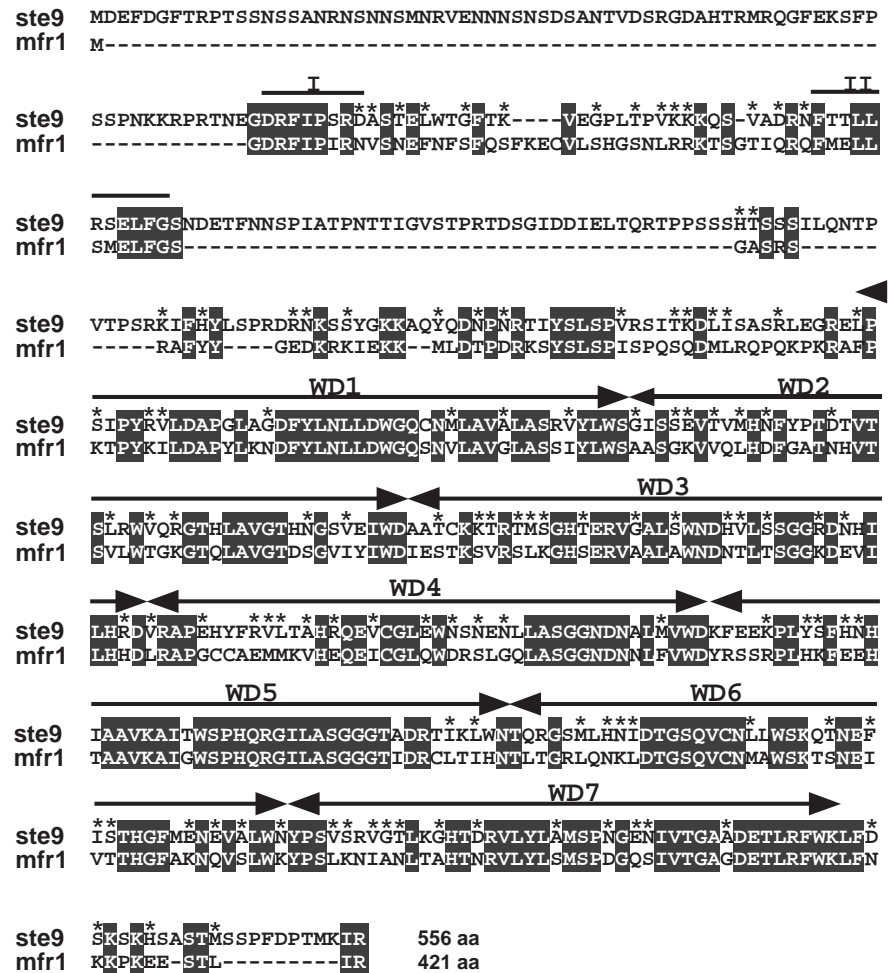 ste9 MDEFDGFTRPTSSNSSANRNSNNSMNRVENNNSNSDSANTVDSRGDAHTRMRQGFEKSFP
mfr1 M-----------------------------------------------------------
I II
ste9 SSPNKKRPRTNEGDRFIPSRDASTELWTGFTK----VEGPLTPVKKKQS-VADRNFTTLL
mfr1 ------------GDRFIPIRNVSNEFNFSFQSFKECVLSHGSNLRRKTSGTIQRQFMELL
ste9 RSELFGSNDETFNNSPIATPNTTIGVSTPRTDSGIDDIELTQRTPPSSSHTSSSILQNTP
mfr1 SMELFGS------------------------------------------GASRS------
ste9 VTPSRKIFHYLSPRDRNKSSYGKKAQYQDNPNRTIYSLSPVRSITKDLISASRLEGRELP
mfr1 -----RAFYY----GEDKRKIEKK--MLDTPDRKSYSLSPISPQSQDMLRQPQKPKRAFP
WD1 WD2
ste9 SIPYRVLDAPGLAGDFYLNLLDWGQCNMLAVALASRVYLWSGISSEVTVMHNFYPTDTVT
mfr1 KTPYKILDAPYLKNDFYLNLLDWGQSNVLAVGLASSIYLWSAASGKVVQLHDFGATNHVT
WD3
ste9 SLRWVQRGTHLAVGTHNGSVEIWDAATCKKTRTMSGHTERVGALSWNDHVLSSGGRDNHI
mfr1 SVLWTGKGTQLAVGTDSGVIYIWDIESTKSVRSLKGHSERVAALAWNDNTLTSGGKDEVI
WD4
ste9 LHRDVRAPEHYFRVLTAHRQEVCGLEWNSNENLLASGGNDNALMVWDKFEEKPLYSFHNH
mfr1 LHHDLRAPGCCAEMMKVHEQEICGLQWDRSLGQLASGGNDNNLFVWDYRSSRPLHKFEEH
WD5 WD6
ste9 IAAVKAITWSPHQRGILASGGGTADRTIKLWNTQRGSMLHNIDTGSQVCNLLWSKQTNEF
mfr1 TAAVKAIGWSPHQRGILASGGGTIDRCLTIHNTLTGRLQNKLDTGSQVCNMAWSKTSNEI
WD7
ste9 ISTHGFMENEVALWNYPSVSRVGTLKGHTDRVLYLAMSPNGENIVTGAADETLRFWKLFD
mfr1 VTTHGFAKNQVSLWKYPSLKNIANLTAHTNRVLYLSMSPDGQSIVTGAGDETLRFWKLFN
ste9 SKSKHSASTMSSPFDPTMKIR 556 aa
mfr1 KKPKEE-STL---------IR 421 aa